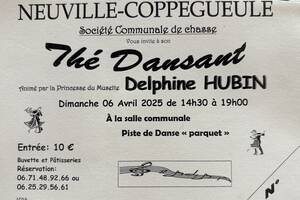 NEUVILLE-COPPEGUEULE
Société Communale de chasse
Vous invite à son
Thé Dansant
Animé par la Princesse du Musette Delphine HUBIN
Dimanche 06 Avril 2025 de 14h30 à 19h00
À la salle communale
Piste de Danse « parquet »
Entrée: 10 €
Buvette et Pâtisseries
Réservation:
06.71.48.92.66 ou
06.25.29.56.61
N°